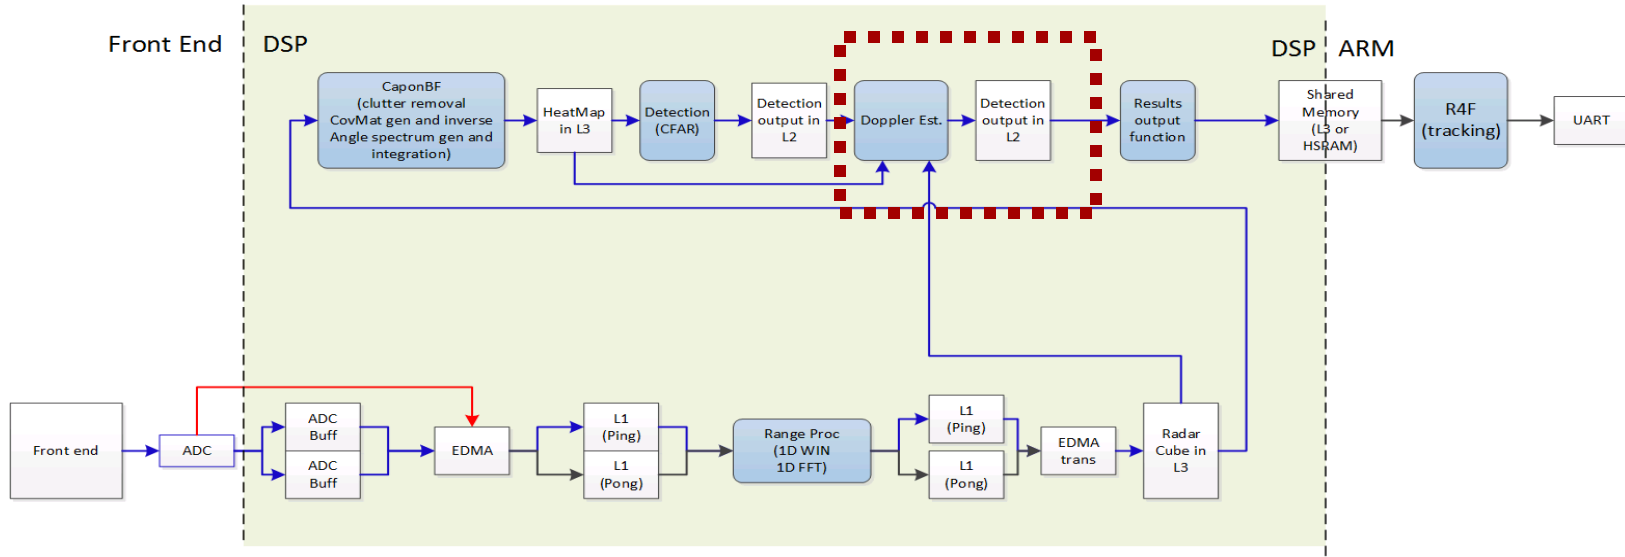 Front End
DSP
DSP
ARM
CaponBF
(clutter removal
CovMat gen and inverse
Angle spectrum gen and
integration)
HeatMap
in L3
Detection
(CFAR)
Detection
output in
L2
Doppler Est.
Detection
output in
L2
Results
output
function
Shared
Memory
(L3 or
HSRAM)
R4F
(tracking)
UART
Front end
ADC
ADC
Buff
ADC
Buff
EDMA
L1
(Ping)
L1
(Pong)
Range Proc
(1D WIN
1D FFT)
L1
(Ping)
L1
(Pong)
EDMA
trans
Radar
Cube in
L3